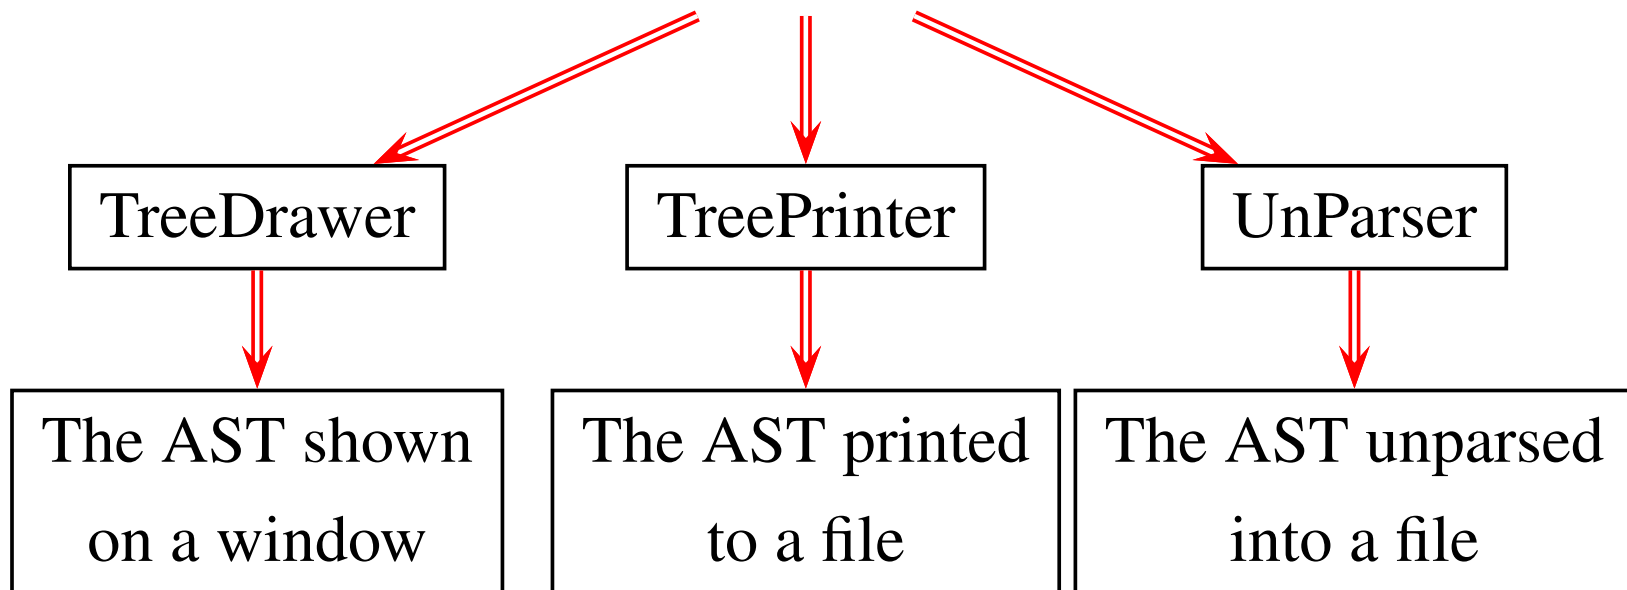 TreeDrawer
TreePrinter
UnParser
The AST shown
on a window
The AST printed
to a file
The AST unparsed
into a file